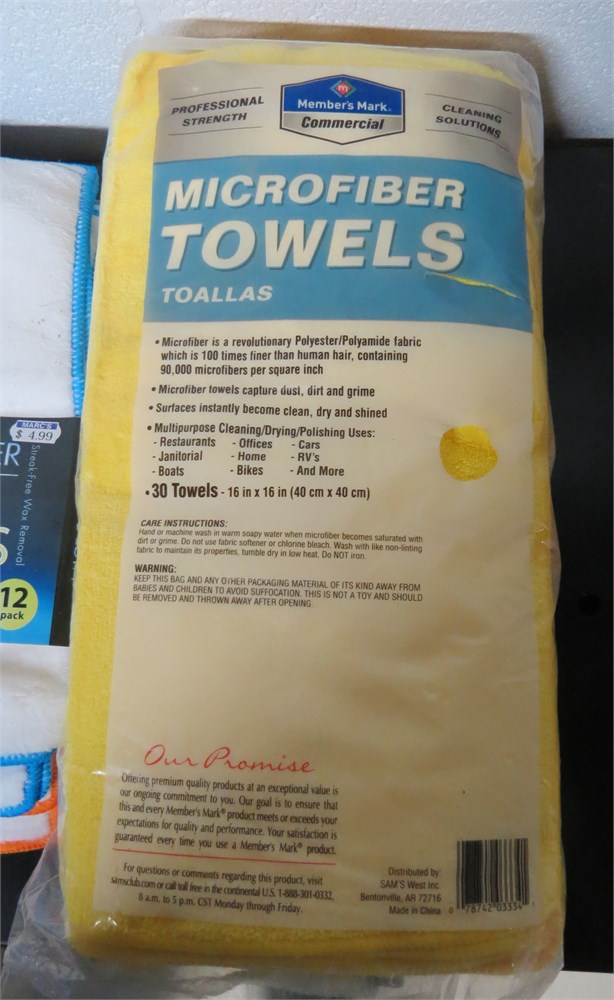 PROFESSIONAL
STRENGTH
m
Member's Mark.
Commercial
CLEANING
SOLUTIONS
MICROFIBER
TOWELS
TOALLAS
• Microfiber is a revolutionary Polyester/Polyamide fabric
which is 100 times finer than human hair, containing
90,000 microfibers per square inch
• Microfiber towels capture dust, dirt and grime
• Surfaces instantly become clean, dry and shined
• Multipurpose Cleaning/Drying/Polishing Uses:
- Restaurants - Offices - Cars
- Janitorial - Home - RV's
- Boats - Bikes - And More
• 30 Towels - 16 in x 16 in (40 cm x 40 cm)
CARE INSTRUCTIONS:
Hand or machine wash in warm soapy water when microfiber becomes saturated with
dirt or grime. Do not use fabric softener or chlorine bleach. Wash with like non-linting
fabric to maintain its properties, tumble dry in low heat. Do NOT iron.
WARNING:
KEEP THIS BAG AND ANY OTHER PACKAGING MATERIAL OF ITS KIND AWAY FROM
BABIES AND CHILDREN TO AVOID SUFFOCATION. THIS IS NOT A TOY AND SHOULD
BE REMOVED AND THROWN AWAY AFTER OPENING
Our Promise
Offering premium quality products at an exceptional value is
our ongoing commitment to you. Our goal is to ensure that
this and every Member's Mark® product meets or exceeds your
expectations for quality and performance. Your satisfaction is
guaranteed every time you use a Member's Mark® product.
For questions or comments regarding this product, visit
samsclub.com or call toll free in the continental U.S. 1-888-301-0332,
8 a.m. to 5 p.m. CST Monday through Friday.
Distributed by:
SAM'S West Inc.
Bentonville, AR 72716
Made in China
0 78742 03334 1
MARC'S
$ 4.99
ER
Streak-Free Wax Removal
S
12
pack